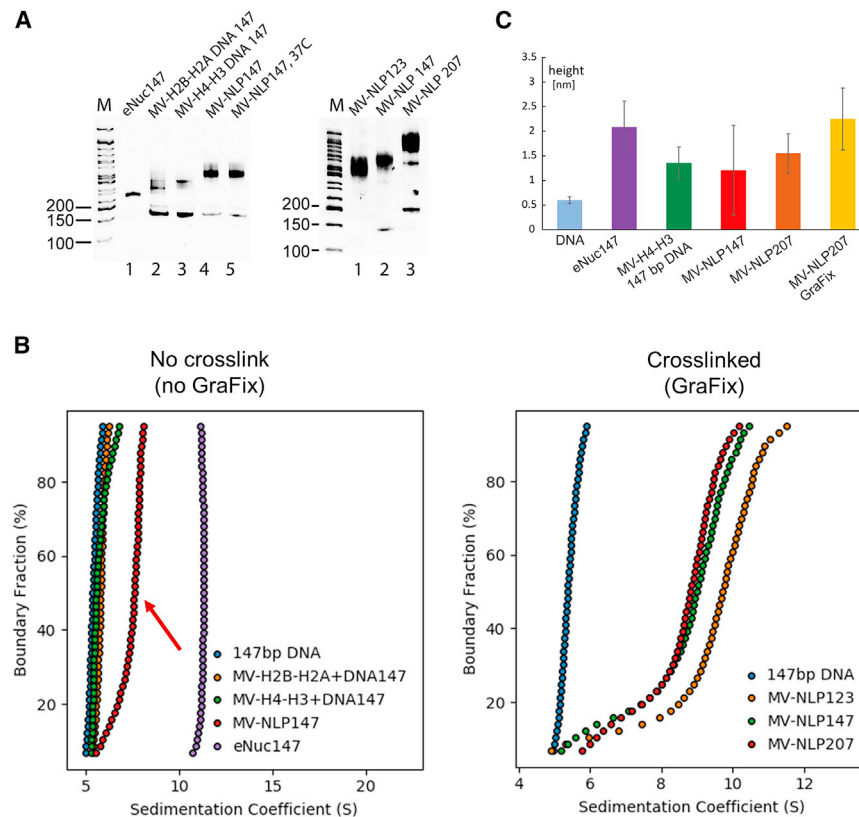 A
M
eNuc147
MV-H2B-H2A DNA 147
MV-H4-H3 DNA 147
MV-NLP147
MV-NLP147, 37C
200
150
100
1 2 3 4 5
M
MV-NLP123
MV-NLP 147
MV-NLP 207
200
150
100
1 2 3
C
height
[nm]
3.5
3
2.5
2
1.5
1
0.5
0
DNA
eNuc147
MV-H4-H3
147 bp DNA
MV-NLP147
MV-NLP207
MV-NLP207
GraFix
B
No crosslink
(no GraFix)
Boundary Fraction (%)
80
60
40
20
147bp DNA
MV-H2B-H2A+DNA147
MV-H4-H3+DNA147
MV-NLP147
eNuc147
5 10 15 20
Sedimentation Coefficient (S)
Crosslinked
(GraFix)
Boundary Fraction (%)
80
60
40
20
147bp DNA
MV-NLP123
MV-NLP147
MV-NLP207
4 6 8 10 12
Sedimentation Coefficient (S)